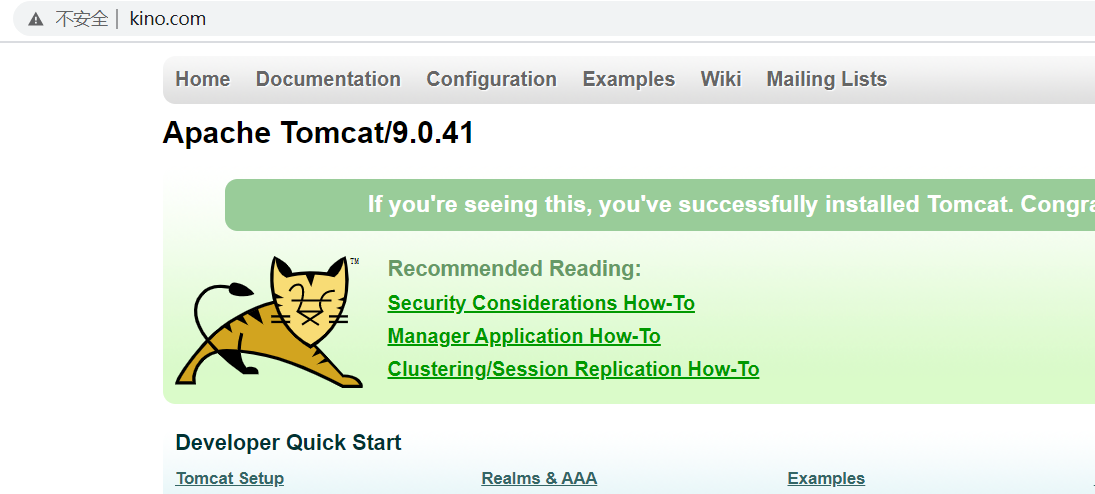 不安全 | kino.com
Home Documentation Configuration Examples Wiki Mailing Lists
Apache Tomcat/9.0.41
If you're seeing this, you've successfully installed Tomcat. Congra
TM
Recommended Reading:
Security Considerations How-To
Manager Application How-To
Clustering/Session Replication How-To
Developer Quick Start
Tomcat Setup Realms & AAA Examples